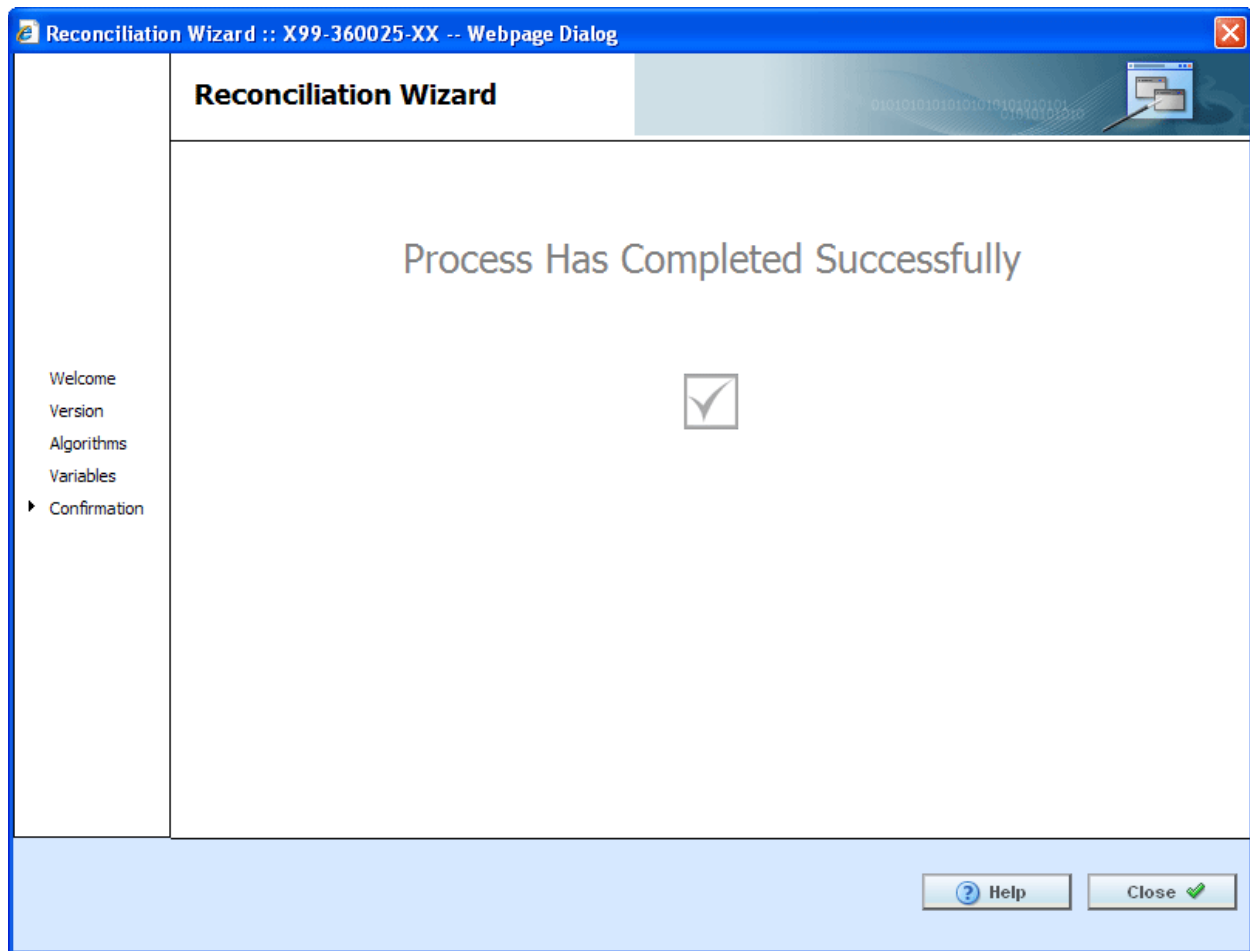 Reconciliation Wizard :: X99-360025-XX -- Webpage Dialog
Reconciliation Wizard
Process Has Completed Successfully
Welcome
Version
Algorithms
Variables
Confirmation
Help
Close